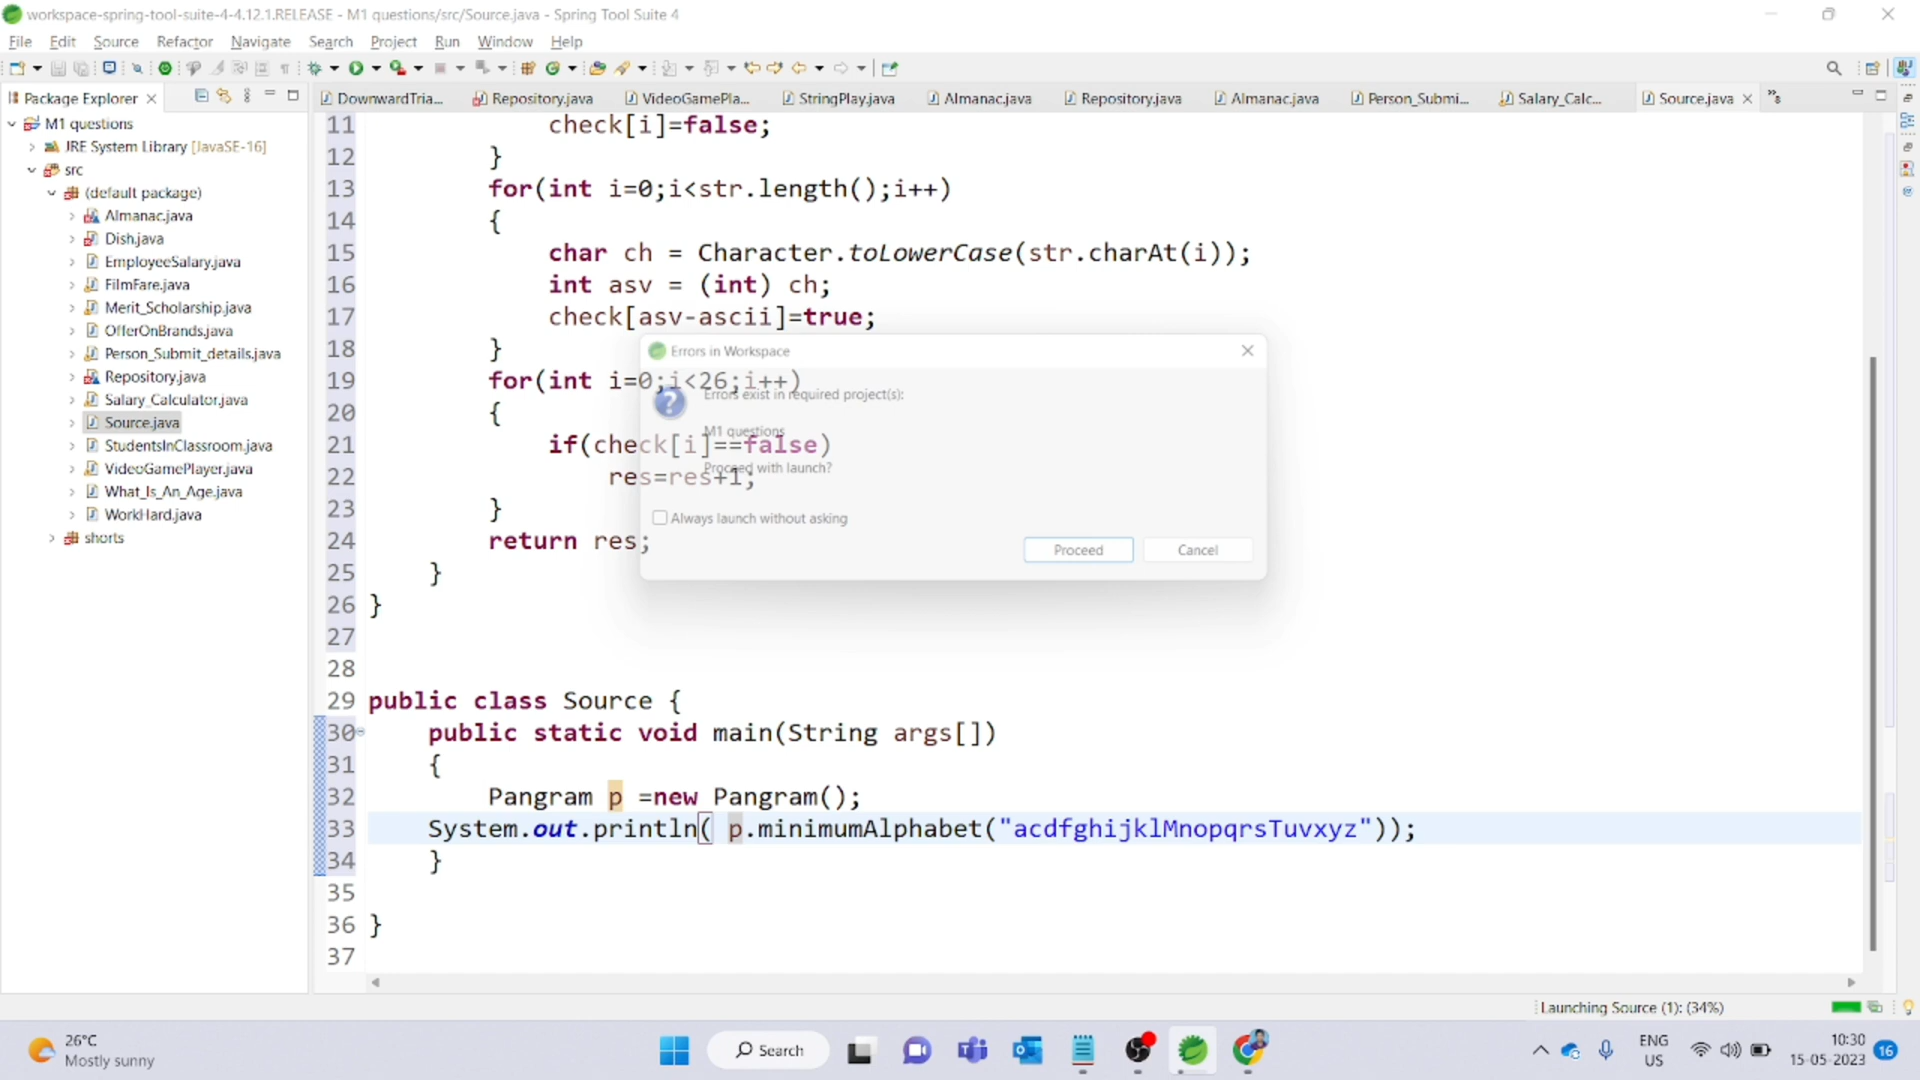 workspace-spring-tool-suite-4-4.12.1.RELEASE - M1 questions/src/Source.java - Spring Tool Suite 4
File Edit Source Refactor Navigate Search Project Run Window Help
Package Explorer
DownwardTria...
Repository.java
VideoGamePla...
StringPlay.java
Almanac.java
Repository.java
Almanac.java
Person_Submi...
Salary_Calc...
Source.java
M1 questions
JRE System Library [JavaSE-16]
src
(default package)
Almanac.java
Dish.java
EmployeeSalary.java
FilmFare.java
Merit_Scholarship.java
OfferOnBrands.java
Person_Submit_details.java
Repository.java
Salary_Calculator.java
Source.java
StudentsInClassroom.java
VideoGamePlayer.java
What_Is_An_Age.java
WorkHard.java
shorts
11 check[i]=false;
12 }
13 for(int i=0;i<str.length();i++)
14 {
15 char ch = Character.toLowerCase(str.charAt(i));
16 int asv = (int) ch;
17 check[asv-ascii]=true;
18 }
19 for(int i=0;i<26;i++)
20 {
21 if(check[i]==false)
22 res=res+1;
23 }
24 return res;
25 }
26 }
27
28
29 public class Source {
30 public static void main(String args[])
31 {
32 Pangram p =new Pangram();
33 System.out.println( p.minimumAlphabet("acdfghijklMnopqrsTuvxyz"));
34 }
35
36 }
37
Errors in Workspace
Errors exist in required project(s):
M1 questions
Proceed with launch?
Always launch without asking
Proceed
Cancel
Launching Source (1): (34%)
26°C
Mostly sunny
Search
ENG
US
10:30
15-05-2023
16